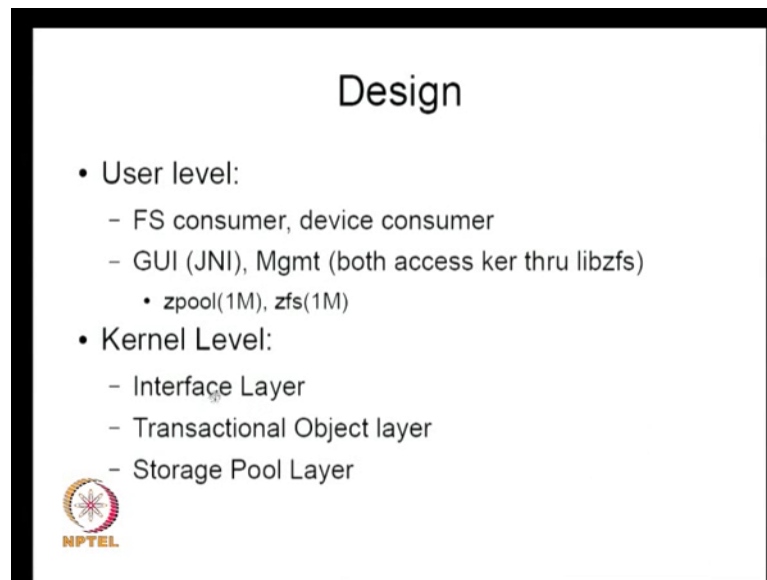 Design
• User level:
– FS consumer, device consumer
– GUI (JNI), Mgmt (both access ker thru libzfs)
• zpool(1M), zfs(1M)
• Kernel Level:
– Interface Layer
– Transactional Object layer
– Storage Pool Layer
NPTEL